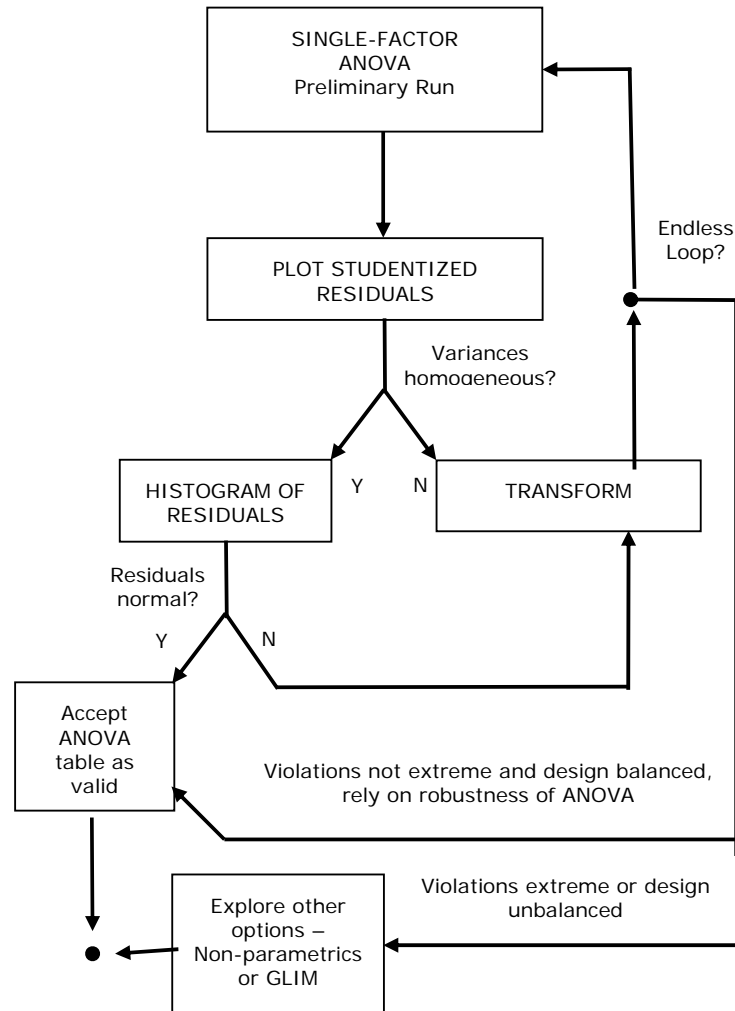 SINGLE-FACTOR
ANOVA
Preliminary Run
Endless
Loop?
PLOT STUDENTIZED
RESIDUALS
Variances
homogeneous?
HISTOGRAM OF
RESIDUALS
Y
N
TRANSFORM
Residuals
normal?
Y
N
Accept
ANOVA
table as
valid
Violations not extreme and design balanced,
rely on robustness of ANOVA
Violations extreme or design
unbalanced
Explore other
options –
Non-parametrics
or GLIM